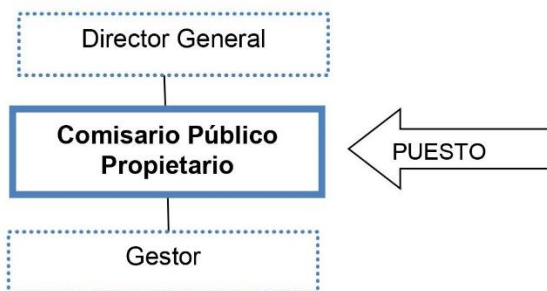 Director General
Comisario Público
Propietario
PUESTO
Gestor